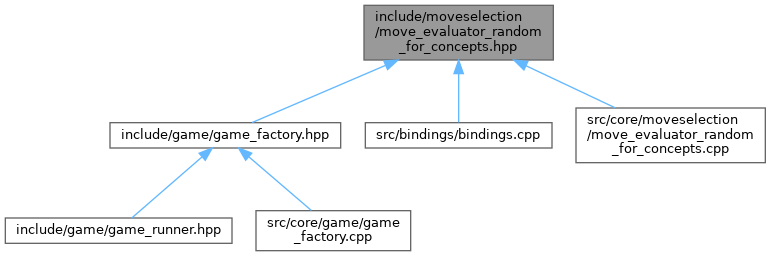 include/moveselection
/move_evaluator_random
_for_concepts.hpp
include/game/game_factory.hpp
src/bindings/bindings.cpp
src/core/moveselection
/move_evaluator_random
_for_concepts.cpp
include/game/game_runner.hpp
src/core/game/game
_factory.cpp